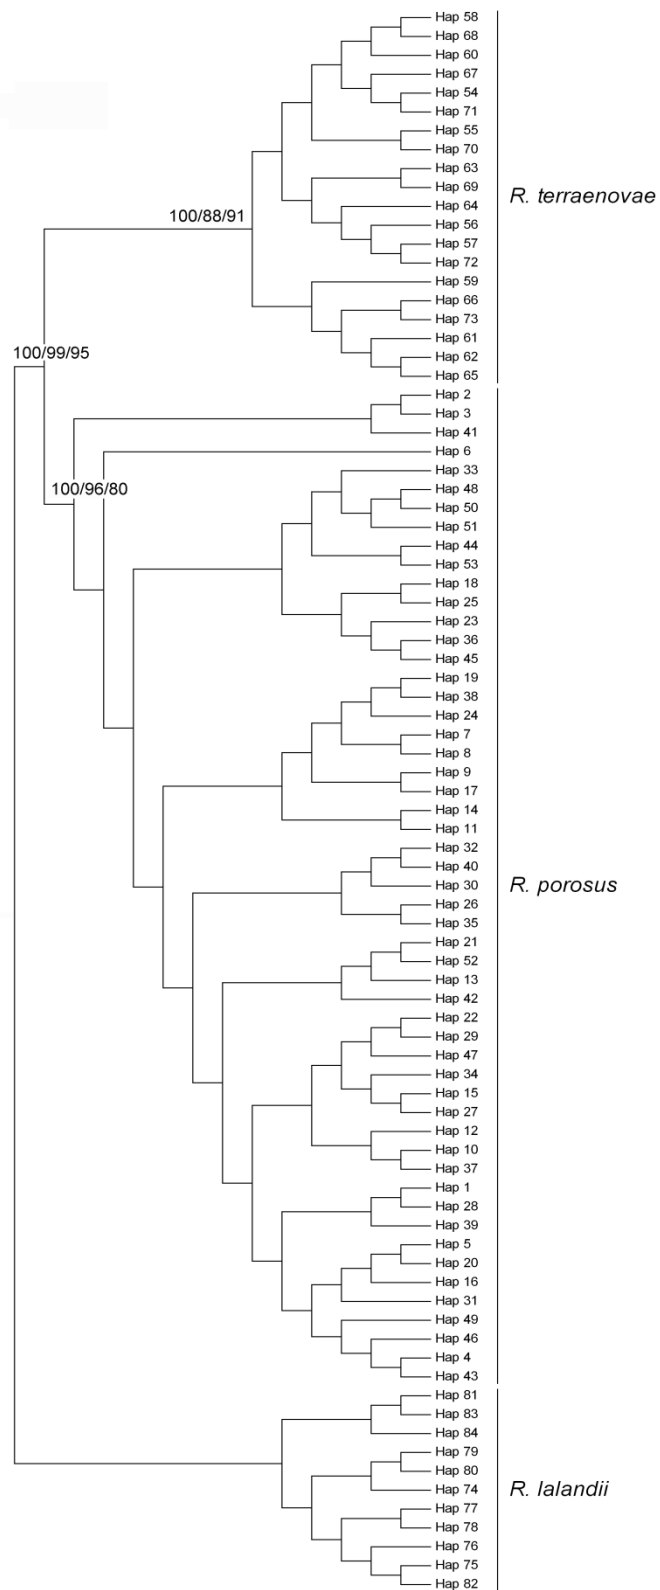 Hap 58
Hap 68
Hap 60
Hap 67
Hap 54
Hap 71
Hap 55
Hap 70
Hap 63
Hap 69
R. terraenovae
Hap 64
100/88/91
Hap 56
Hap 57
Hap 72
Hap 59
Hap 66
Hap 73
Hap 61
100/99/95
Hap 62
Hap 65
Hap 2
Hap 3
Hap 41
Hap 6
Hap 33
100/96/80
Hap 48
Hap 50
Hap 51
Hap 44
Hap 53
Hap 18
Hap 25
Hap 23
Hap 36
Hap 45
Hap 19
Hap 38
Hap 24
Hap 7
Hap 8
Hap 9
Hap 17
Hap 14
Hap 11
Hap 32
Hap 40
Hap 30
R. porosus
Hap 26
Hap 35
Hap 21
Hap 52
Hap 13
Hap 42
Hap 22
Hap 29
Hap 47
Hap 34
Hap 15
Hap 27
Hap 12
Hap 10
Hap 37
Hap 1
Hap 28
Hap 39
Hap 5
Hap 20
Hap 16
Hap 31
Hap 49
Hap 46
Hap 4
Hap 43
Hap 81
Hap 83
Hap 84
Hap 79
Hap 80
Hap 74
R. lalandii
Hap 77
Hap 78
Hap 76
Hap 75
Hap 82